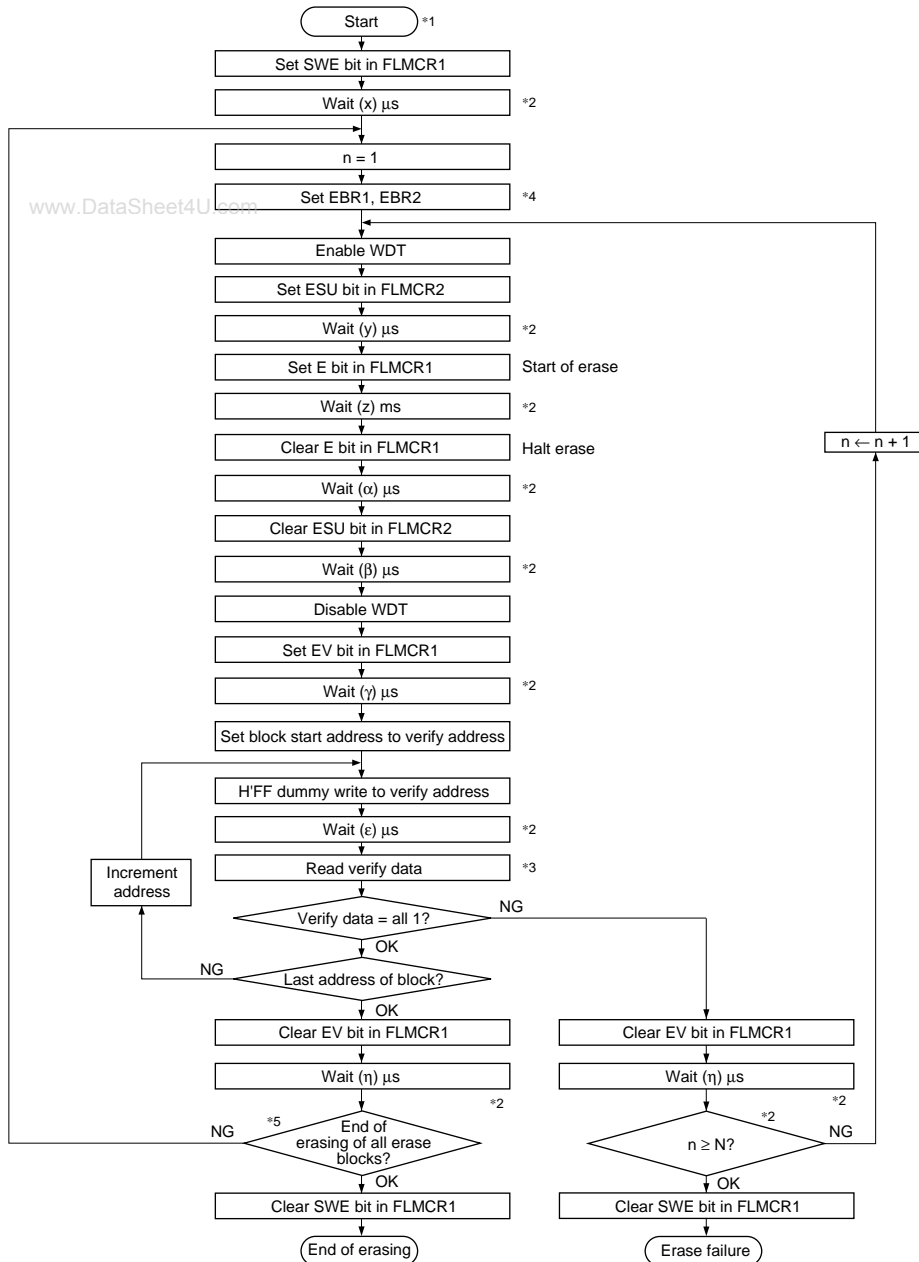 Start *1
Set SWE bit in FLMCR1
Wait (x) μs *2
n = 1
Set EBR1, EBR2 *4
www.DataSheet4U.com
Enable WDT
Set ESU bit in FLMCR2
Wait (y) μs *2
Set E bit in FLMCR1 Start of erase
Wait (z) ms *2
n ← n + 1
Clear E bit in FLMCR1 Halt erase
Wait (α) μs *2
Clear ESU bit in FLMCR2
Wait (β) μs *2
Disable WDT
Set EV bit in FLMCR1
Wait (γ) μs *2
Set block start address to verify address
H'FF dummy write to verify address
Wait (ε) μs *2
Increment
address
Read verify data *3
Verify data = all 1? NG
OK
NG Last address of block?
OK
Clear EV bit in FLMCR1
Wait (η) μs
*2
NG *5 End of
erasing of all erase
blocks?
OK
Clear SWE bit in FLMCR1
End of erasing
Clear EV bit in FLMCR1
Wait (η) μs
*2
*2
n ≥ N? NG
OK
Clear SWE bit in FLMCR1
Erase failure